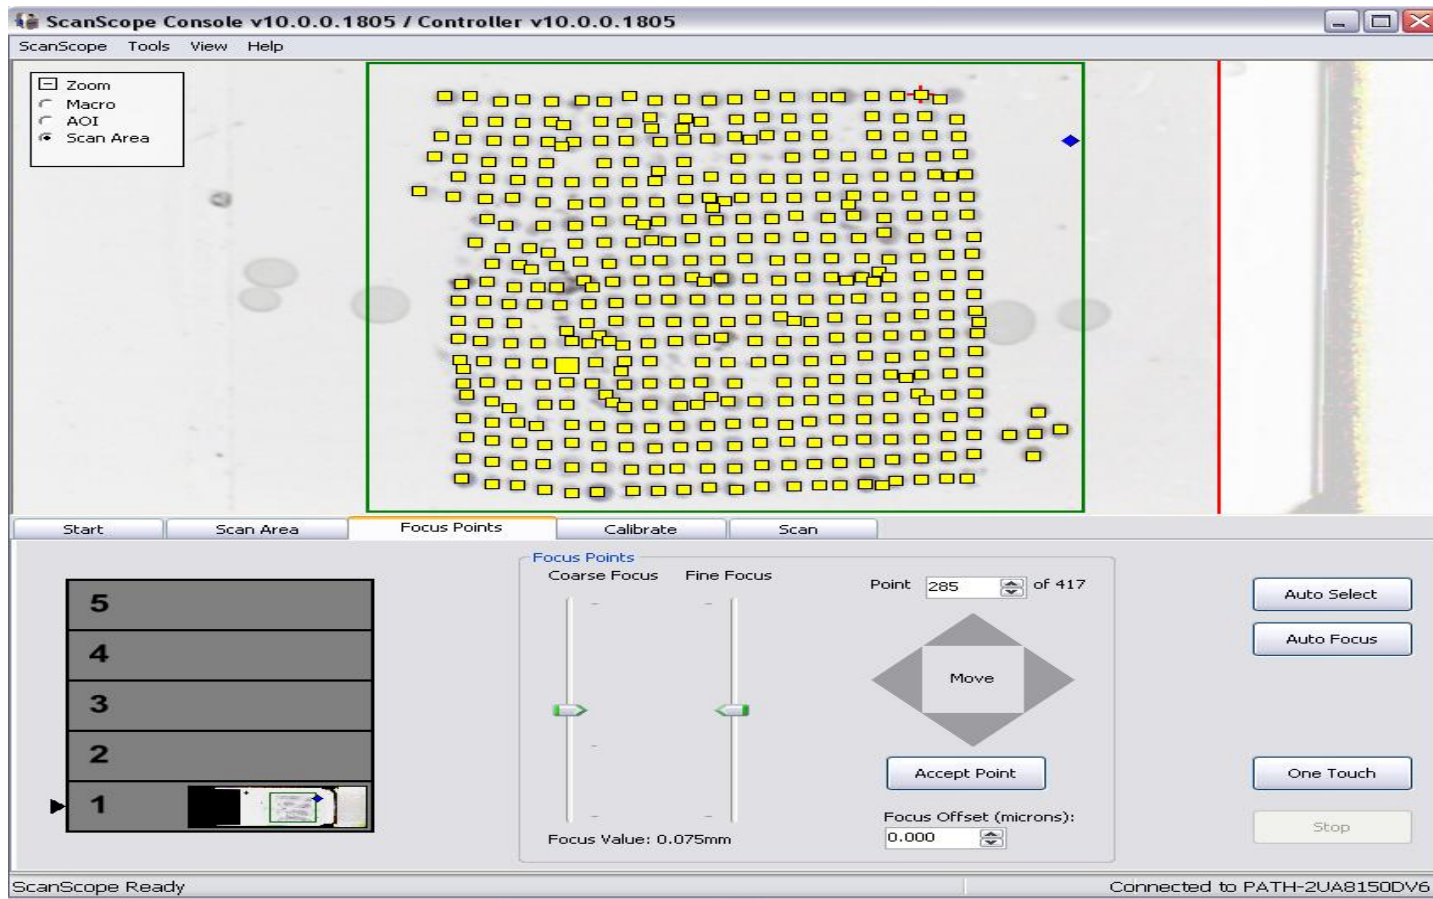 ScanScope Console v10.0.0.1805 / Controller v10.0.0.1805
ScanScope Tools View Help
Zoom
Macro
AOI
Scan Area
Start Scan Area Focus Points Calibrate Scan
Focus Points
Coarse Focus Fine Focus
Point 285 of 417
Auto Select
5
Auto Focus
4
Move
3
2
Accept Point
One Touch
1
Focus Offset (microns):
Stop
Focus Value: 0.075mm
0.000
ScanScope Ready
Connected to PATH-2UA8150DV6